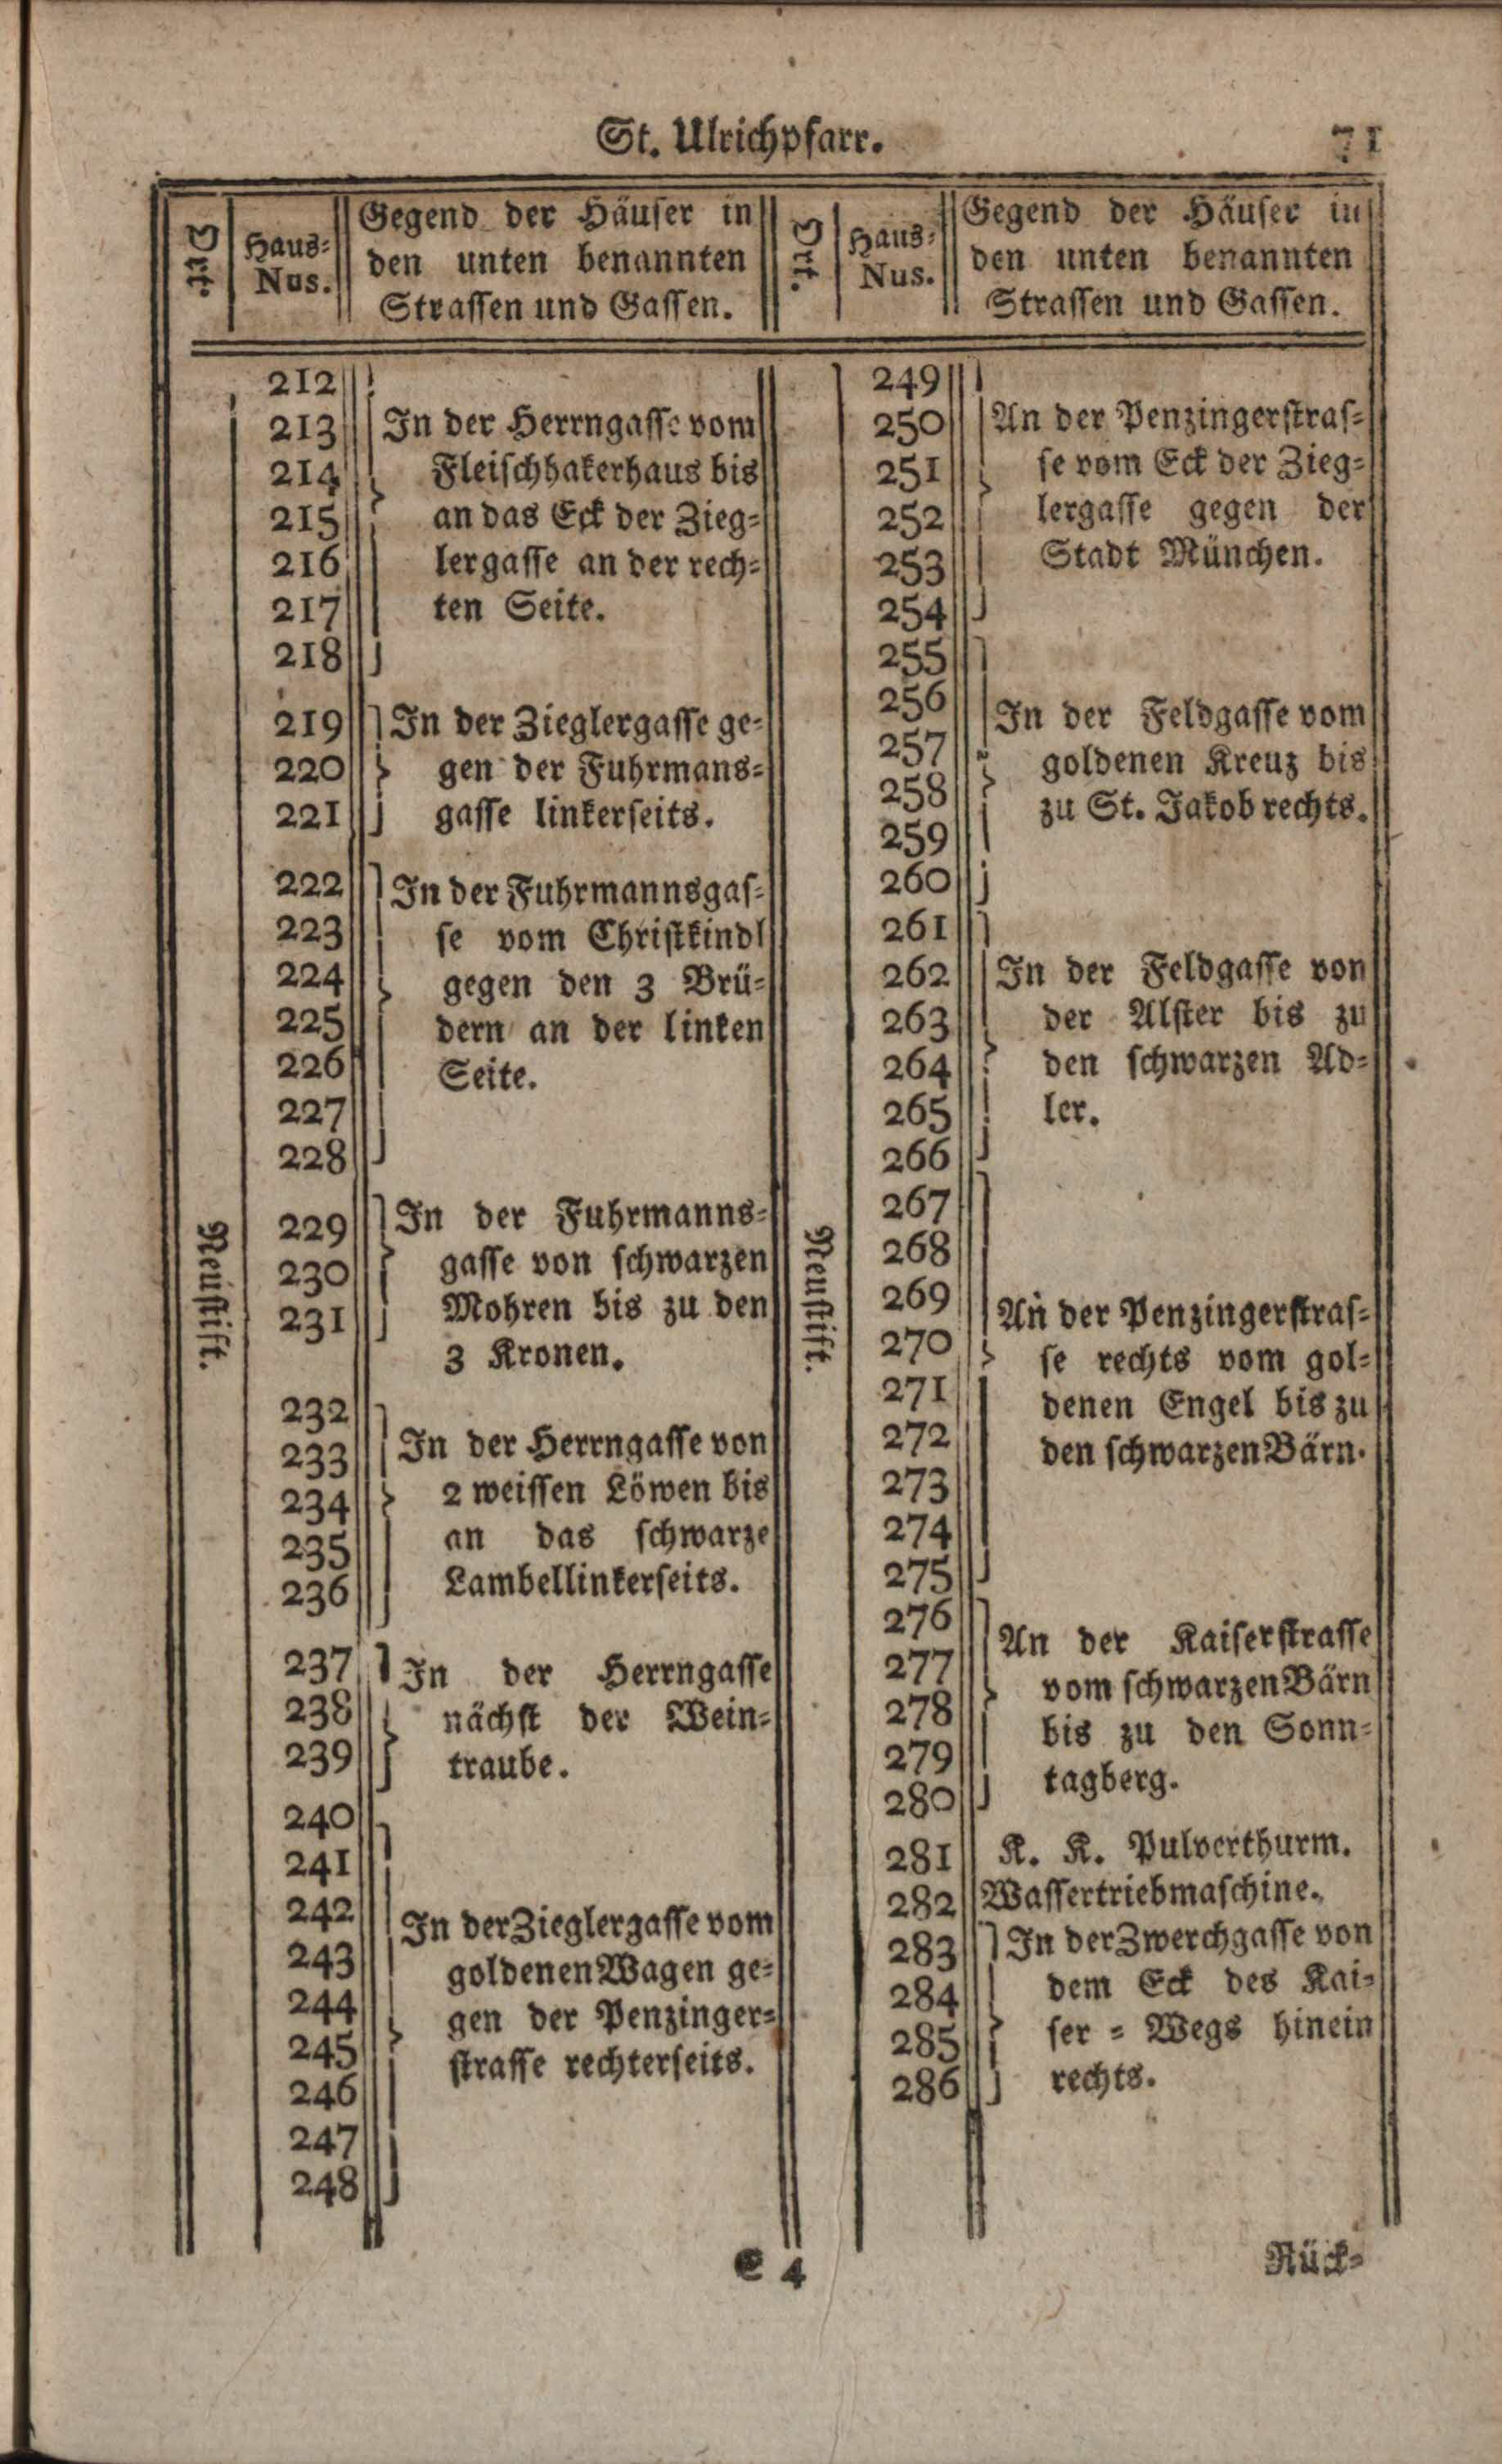 St. Ulrichpfarr. 71
Ort.
Haus-
Nus.
Gegend der Häuser in
den unten benannten
Strassen und Gassen.
Neustift.
212
213
214
215
216
217
218
In der Herrngasse vom
Fleischhakerhaus bis
an das Eck der Zieg-
lergasse an der rech-
ten Seite.
219
220
221
In der Zieglergasse ge-
gen der Fuhrmans-
gasse linkerseits.
222
223
224
225
226
227
228
In der Fuhrmannsgas-
se vom Christkindl
gegen den 3 Brü-
dern an der linken
Seite.
229
230
231
In der Fuhrmanns-
gasse von schwarzen
Mohren bis zu den
3 Kronen.
232
233
234
235
236
In der Herrngasse von
2 weissen Löwen bis
an das schwarze
Lambellinkerseits.
237
238
239
In der Herrngasse
nächst der Wein-
traube.
240
241
242
243
244
245
246
247
248
In der Zieglergasse vom
goldenen Wagen ge-
gen der Penzinger-
strasse rechterseits.
Ort.
Haus-
Nus.
Gegend der Häuser in
den unten benannten
Strassen und Gassen.
Neustift.
249
250
251
252
253
254
An der Penzingerstras-
se vom Eck der Zieg-
lergasse gegen der
Stadt München.
255
256
257
258
259
260
In der Feldgasse vom
goldenen Kreuz bis
zu St. Jakob rechts.
261
262
263
264
265
266
In der Feldgasse von
der Alster bis zu
den schwarzen Ad-
ler.
267
268
269
270
271
272
273
274
275
An der Penzingerstras-
se rechts vom gol-
denen Engel bis zu
den schwarzen Bärn.
276
277
278
279
280
An der Kaiserstrasse
vom schwarzen Bärn
bis zu den Sonn-
tagberg.
281 K. K. Pulverthurm.
282 Wassertriebmaschine.
283
284
285
286
In der Zwerchgasse von
dem Eck des Kai-
ser-Wegs hinein
rechts.
e 4
Rück-